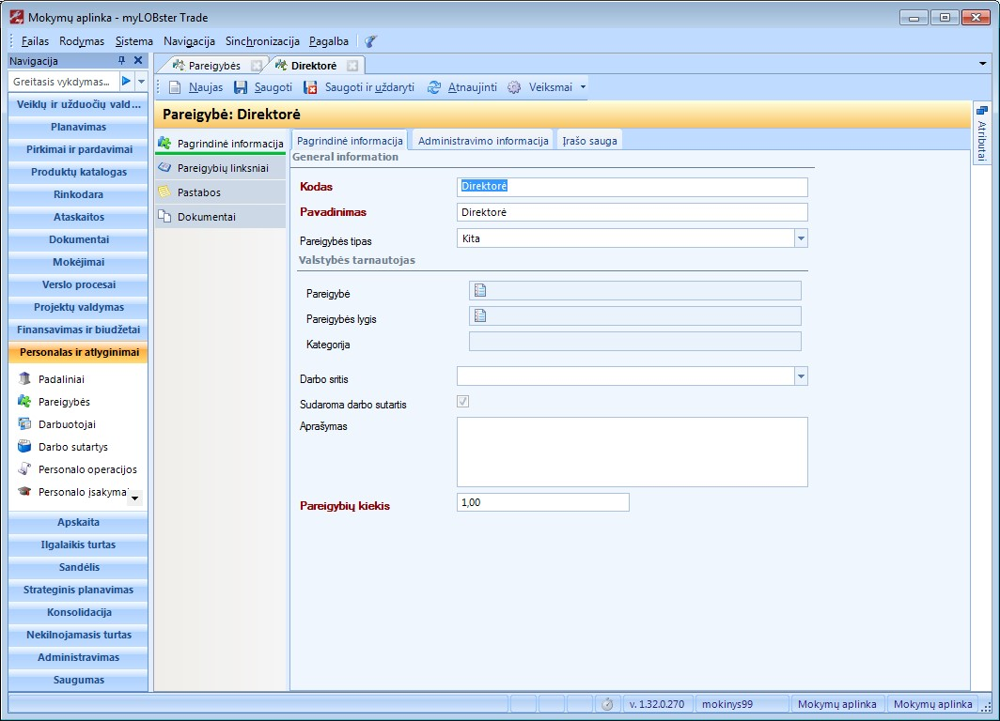 Mokymų aplinka - myLOBster Trade
Failas Rodymas Sistema Navigacija Sinchronizacija Pagalba
Navigacija
Greitasis vykdymas...
Veiklų ir užduočių vald...
Planavimas
Pirkimai ir pardavimai
Produktų katalogas
Rinkodara
Ataskaitos
Dokumentai
Mokėjimai
Verslo procesai
Projektų valdymas
Finansavimas ir biudžetai
Personalas ir atlyginimai
Padaliniai
Pareigybės
Darbuotojai
Darbo sutartys
Personalo operacijos
Personalo įsakyma
Apskaita
Ilgalaikis turtas
Sandėlis
Strateginis planavimas
Konsolidacija
Nekilnojamasis turtas
Administravimas
Saugumas
Pareigybės Direktorė
Naujas Saugoti Saugoti ir uždaryti Atnaujinti Veiksmai
Pareigybė: Direktorė
Pagrindinė informacija
Pareigybių linksniai
Pastabos
Dokumentai
Pagrindinė informacija Administravimo informacija Įrašo sauga
General information
Kodas Direktorė
Pavadinimas Direktorė
Pareigybės tipas Kita
Valstybės tarnautojas
Pareigybė
Pareigybės lygis
Kategorija
Darbo sritis
Sudaroma darbo sutartis
Aprašymas
Pareigybių kiekis 1,00
Atributai
v. 1.32.0.270 mokinys99 Mokymų aplinka Mokymų aplinka